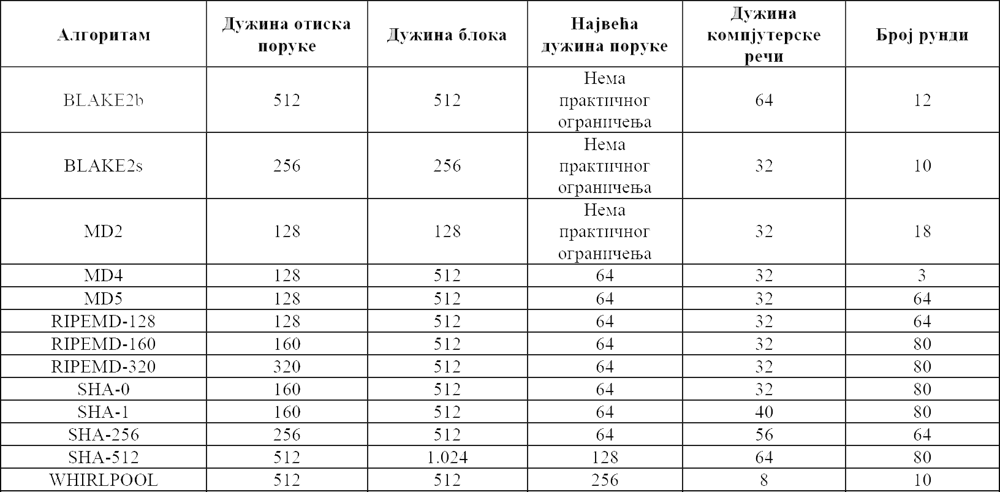 Алгоритам Дужина отиска поруке Дужина блока Највећа дужина поруке Дужина компјутерске речи Број рунди
BLAKE2b 512 512 Нема практичног ограничења 64 12
BLAKE2s 256 256 Нема практичног ограничења 32 10
MD2 128 128 Нема практичног ограничења 32 18
MD4 128 512 64 32 3
MD5 128 512 64 32 64
RIPEMD-128 128 512 64 32 64
RIPEMD-160 160 512 64 32 80
RIPEMD-320 320 512 64 32 80
SHA-0 160 512 64 32 80
SHA-1 160 512 64 40 80
SHA-256 256 512 64 56 64
SHA-512 512 1.024 128 64 80
WHIRLPOOL 512 512 256 8 10